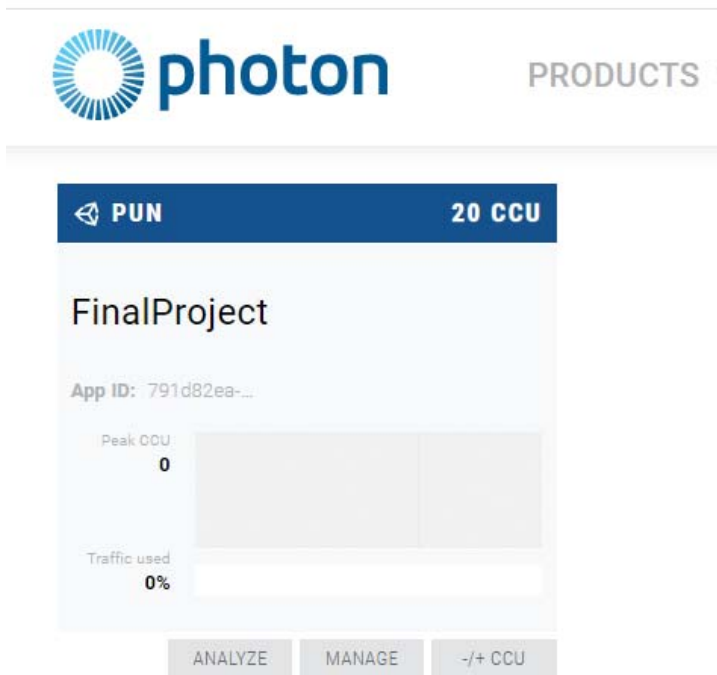 photon
PRODUCTS
PUN 20 CCU
FinalProject
App ID: 791d82ea-...
Peak CCU
0
Traffic used
0%
ANALYZE MANAGE -/+ CCU